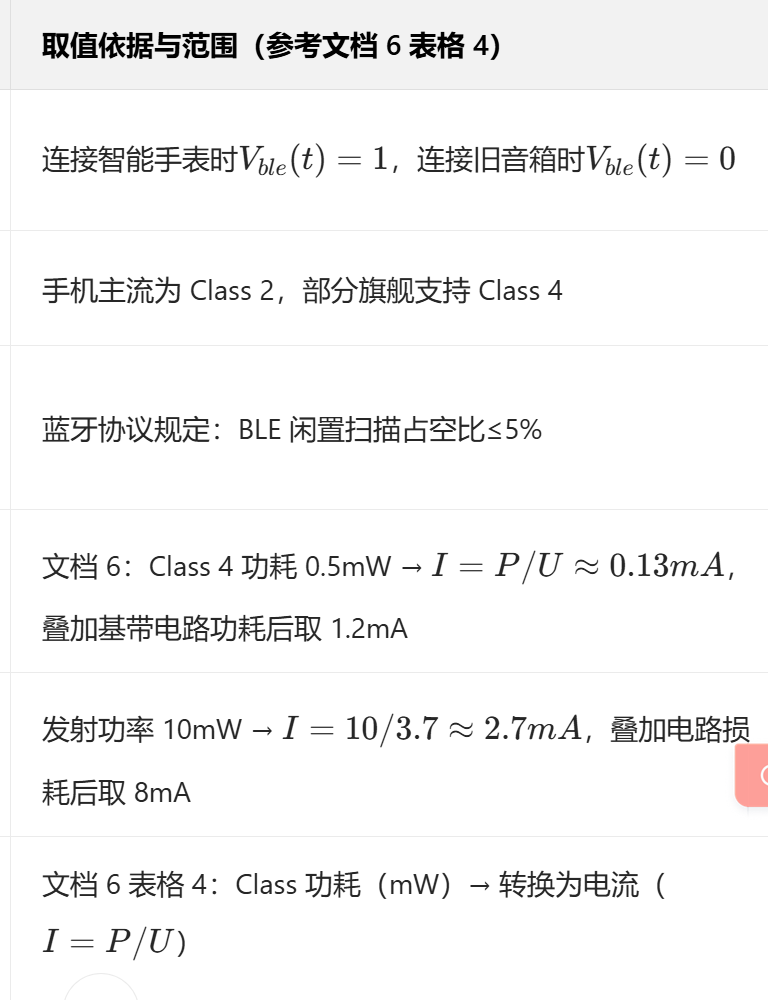 取值依据与范围（参考文档 6 表格 4）
连接智能手表时V_{ble}(t) = 1，连接旧音箱时V_{ble}(t) = 0
手机主流为 Class 2，部分旗舰支持 Class 4
蓝牙协议规定：BLE 闲置扫描占空比≤5%
文档 6：Class 4 功耗 0.5mW → I = P/U ≈ 0.13mA，
叠加基带电路功耗后取 1.2mA
发射功率 10mW → I = 10/3.7 ≈ 2.7mA，叠加电路损
耗后取 8mA
文档 6 表格 4：Class 功耗（mW）→ 转换为电流（
I = P/U）